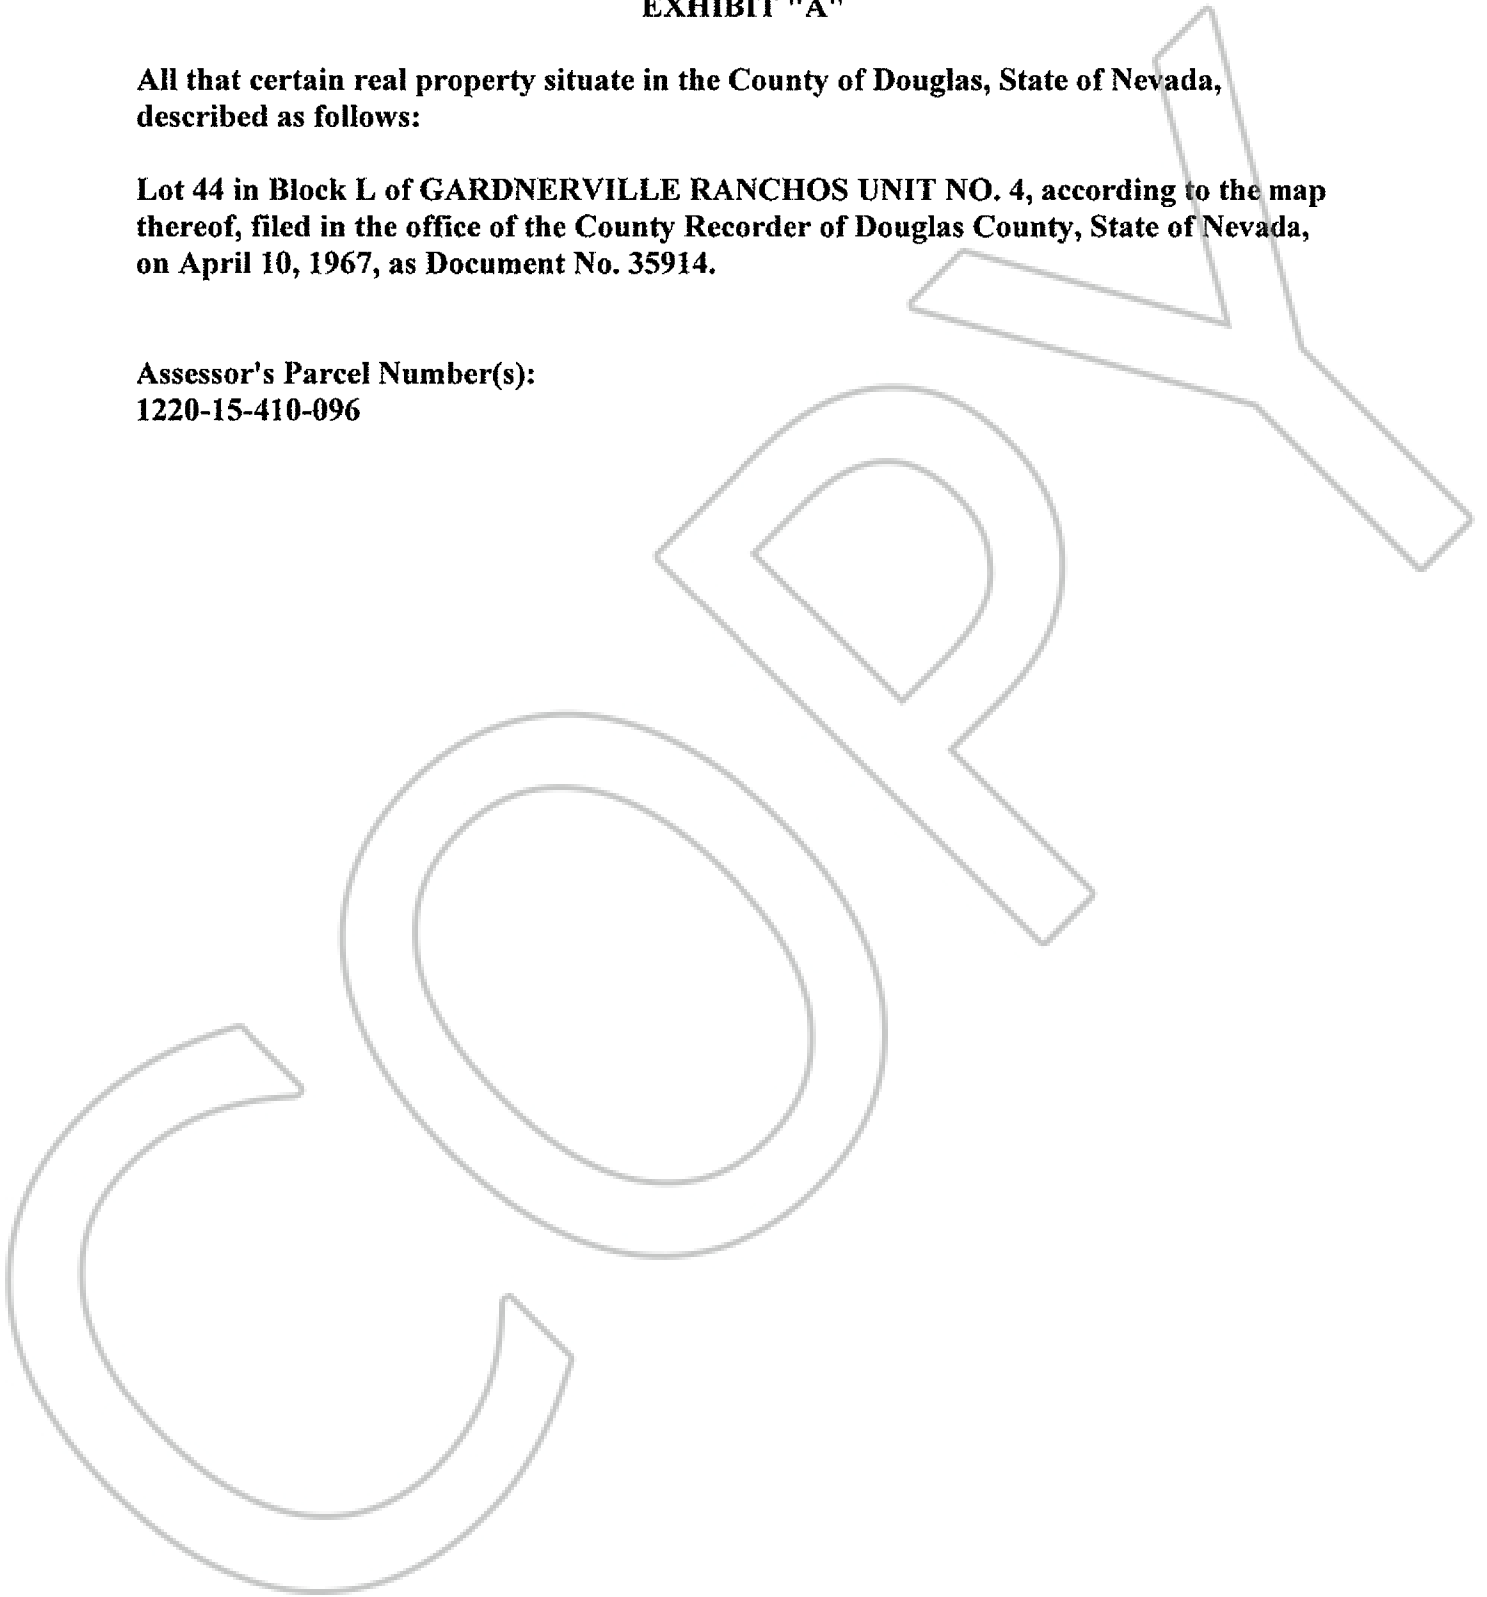 EXHIBIT "A"
All that certain real property situate in the County of Douglas, State of Nevada,
described as follows:
Lot 44 in Block L of GARDNERVILLE RANCHOS UNIT NO. 4, according to the map
thereof, filed in the office of the County Recorder of Douglas County, State of Nevada,
on April 10, 1967, as Document No. 35914.
Assessor's Parcel Number(s):
1220-15-410-096
COPY